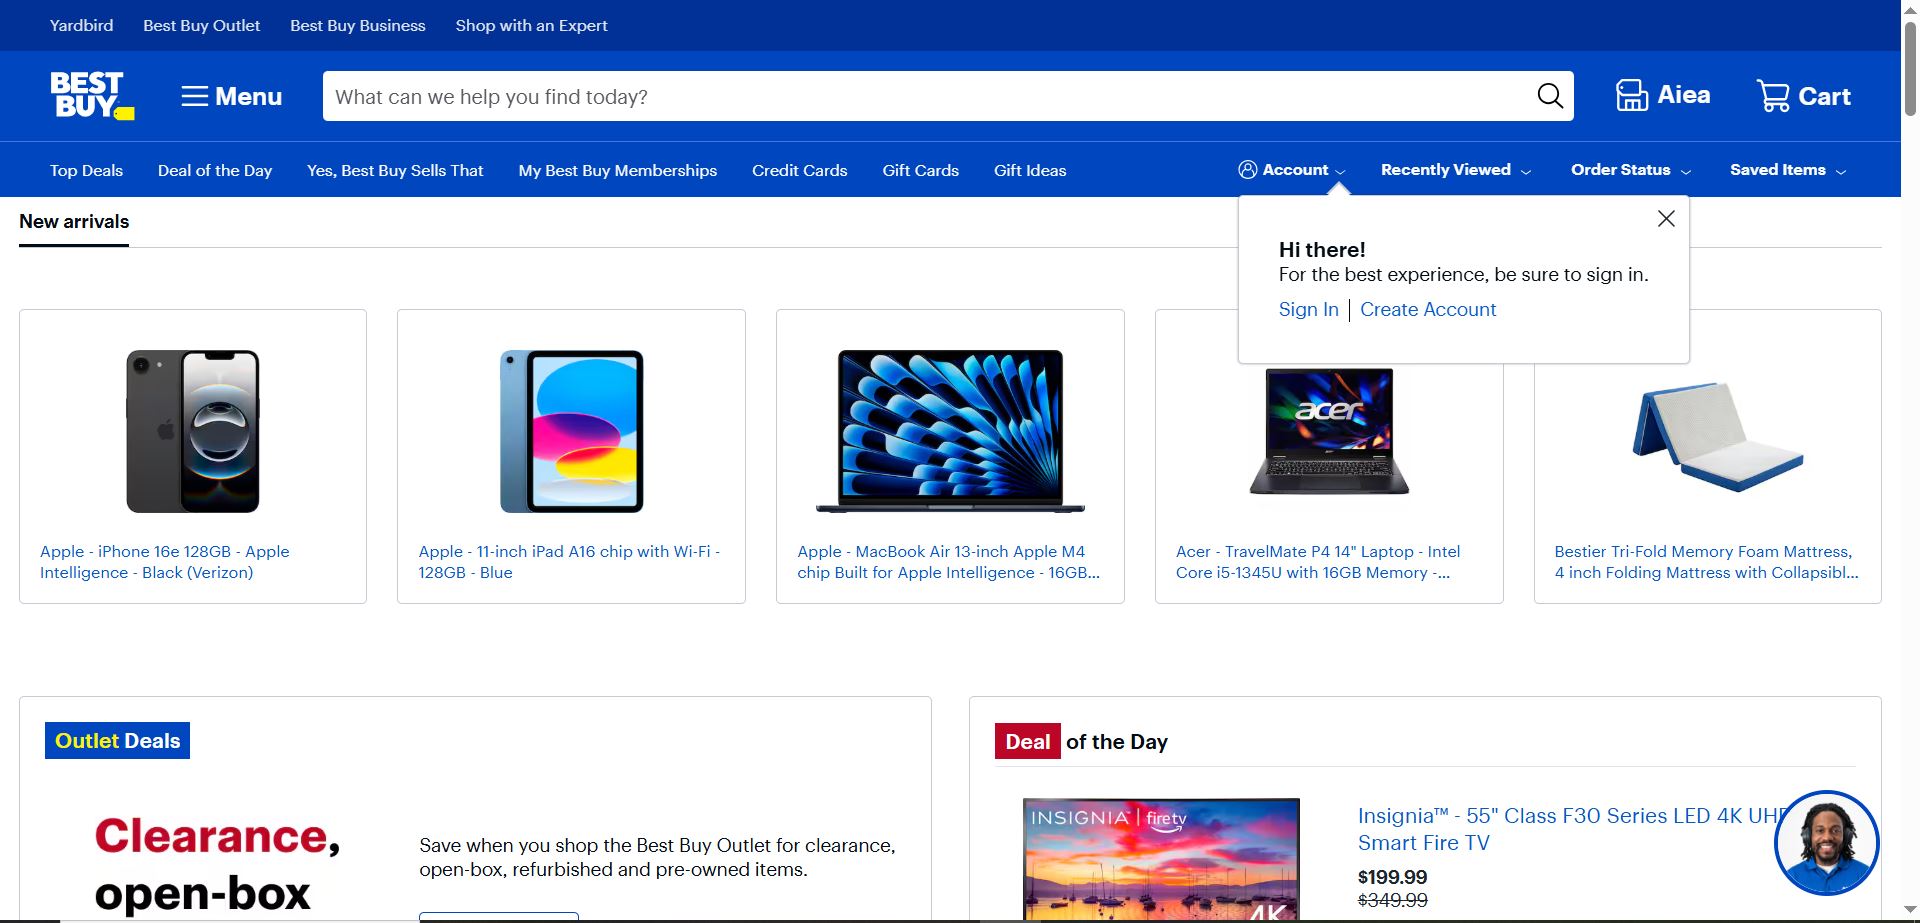 Yardbird
Best Buy Outlet
Best Buy Business
Shop with an Expert
BEST
BUY
Menu
What can we help you find today?
Aiea
Cart
Top Deals
Deal of the Day
Yes, Best Buy Sells That
My Best Buy Memberships
Credit Cards
Gift Cards
Gift Ideas
Account
Recently Viewed
Order Status
Saved Items
New arrivals
Hi there!
For the best experience, be sure to sign in.
Sign In | Create Account
acer
Apple - iPhone 16e 128GB - Apple
Intelligence - Black (Verizon)
Apple - 11-inch iPad A16 chip with Wi-Fi -
128GB - Blue
Apple - MacBook Air 13-inch Apple M4
chip Built for Apple Intelligence - 16GB...
Acer - TravelMate P4 14" Laptop - Intel
Core i5-1345U with 16GB Memory -...
Bestier Tri-Fold Memory Foam Mattress,
4 inch Folding Mattress with Collapsibl...
Outlet Deals
Clearance,
open-box
Save when you shop the Best Buy Outlet for clearance,
open-box, refurbished and pre-owned items.
Deal of the Day
INSIGNIA™ | fire tv
4K
Insignia™ - 55" Class F30 Series LED 4K UHD
Smart Fire TV
$199.99
$349.99